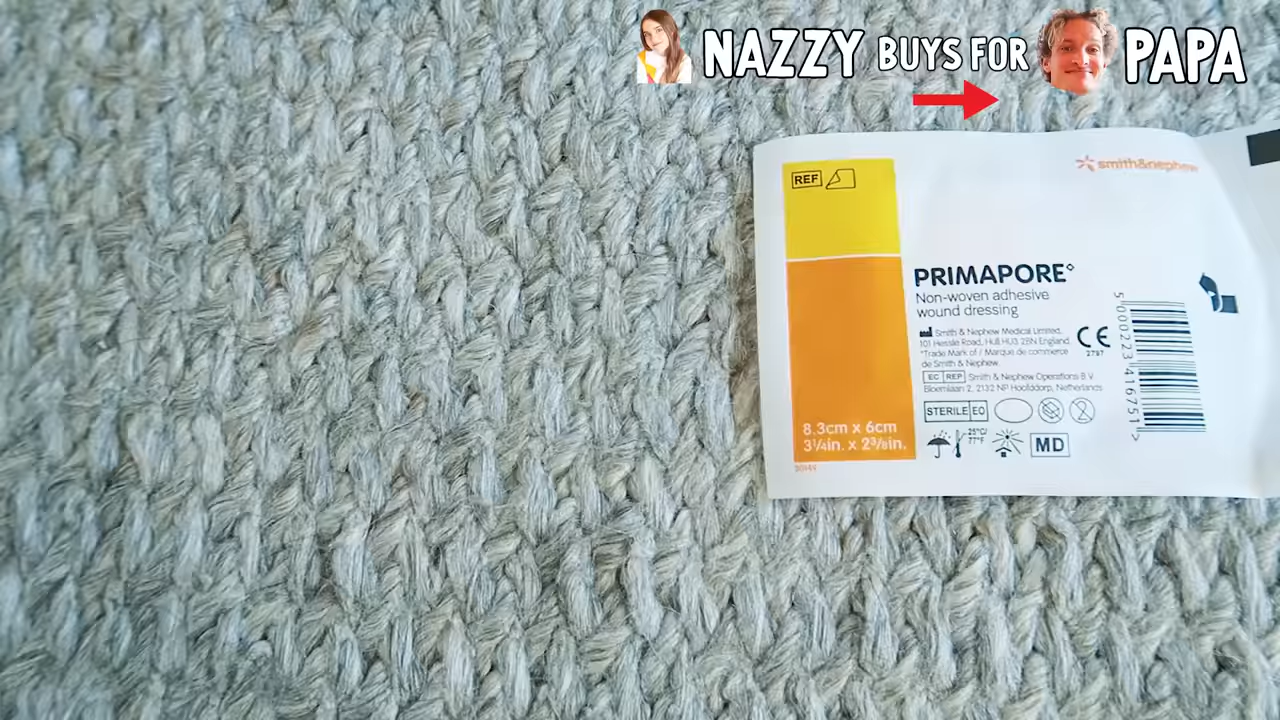 NAZZY BUYS FOR PAPA
REF
smith&nephew
PRIMAPORE◊
Non-woven adhesive
wound dressing
Smith & Nephew Medical Limited,
101 Hessle Road, Hull HU3 2BN England
*Trade Mark of / Marque de commerce
de Smith & Nephew
CE
2797
EC REP Smith & Nephew Operations B.V.
Bloemlaan 2, 2132 NP Hoofddorp, Netherlands
STERILE EO
25°C/
77°F
MD
8.3cm x 6cm
3¼in. x 2⅜in.
5 000223 416751 >